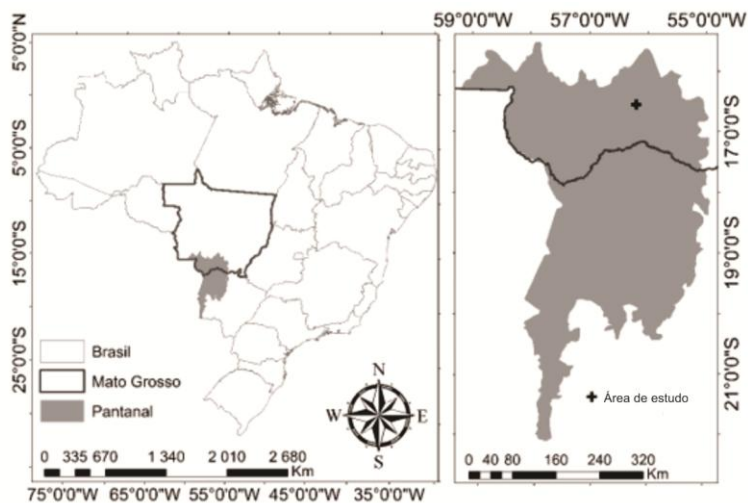 59°0'0"W 57°0'0"W 55°0'0"W
5°0'0"N
5°0'0"S
15°0'0"S
25°0'0"S
17°0'0"S
19°0'0"S
21°0'0"S
Brasil
Mato Grosso
Pantanal
N
W E
S
0 335 670 1 340 2 010 2 680
Km
75°0'0"W 65°0'0"W 55°0'0"W 45°0'0"W 35°0'0"W
Área de estudo
0 40 80 160 240 320
Km